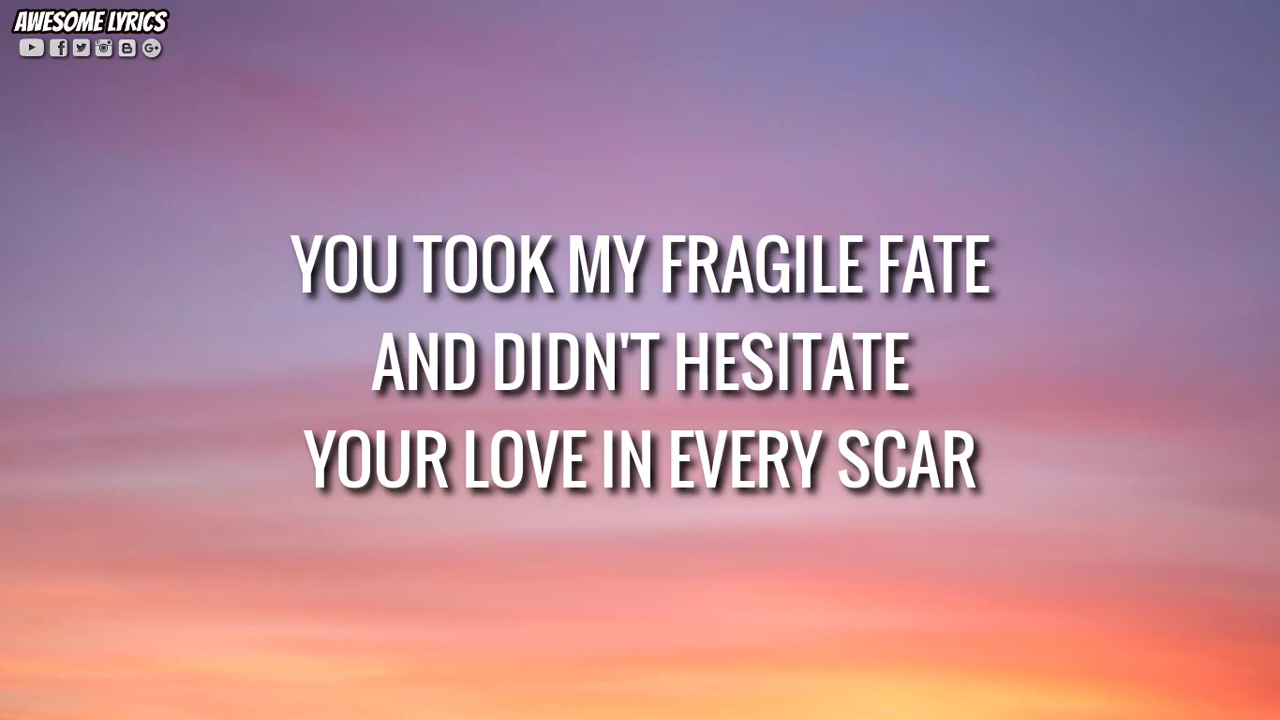 AWESOME LYRICS
YOU TOOK MY FRAGILE FATE
AND DIDN'T HESITATE
YOUR LOVE IN EVERY SCAR